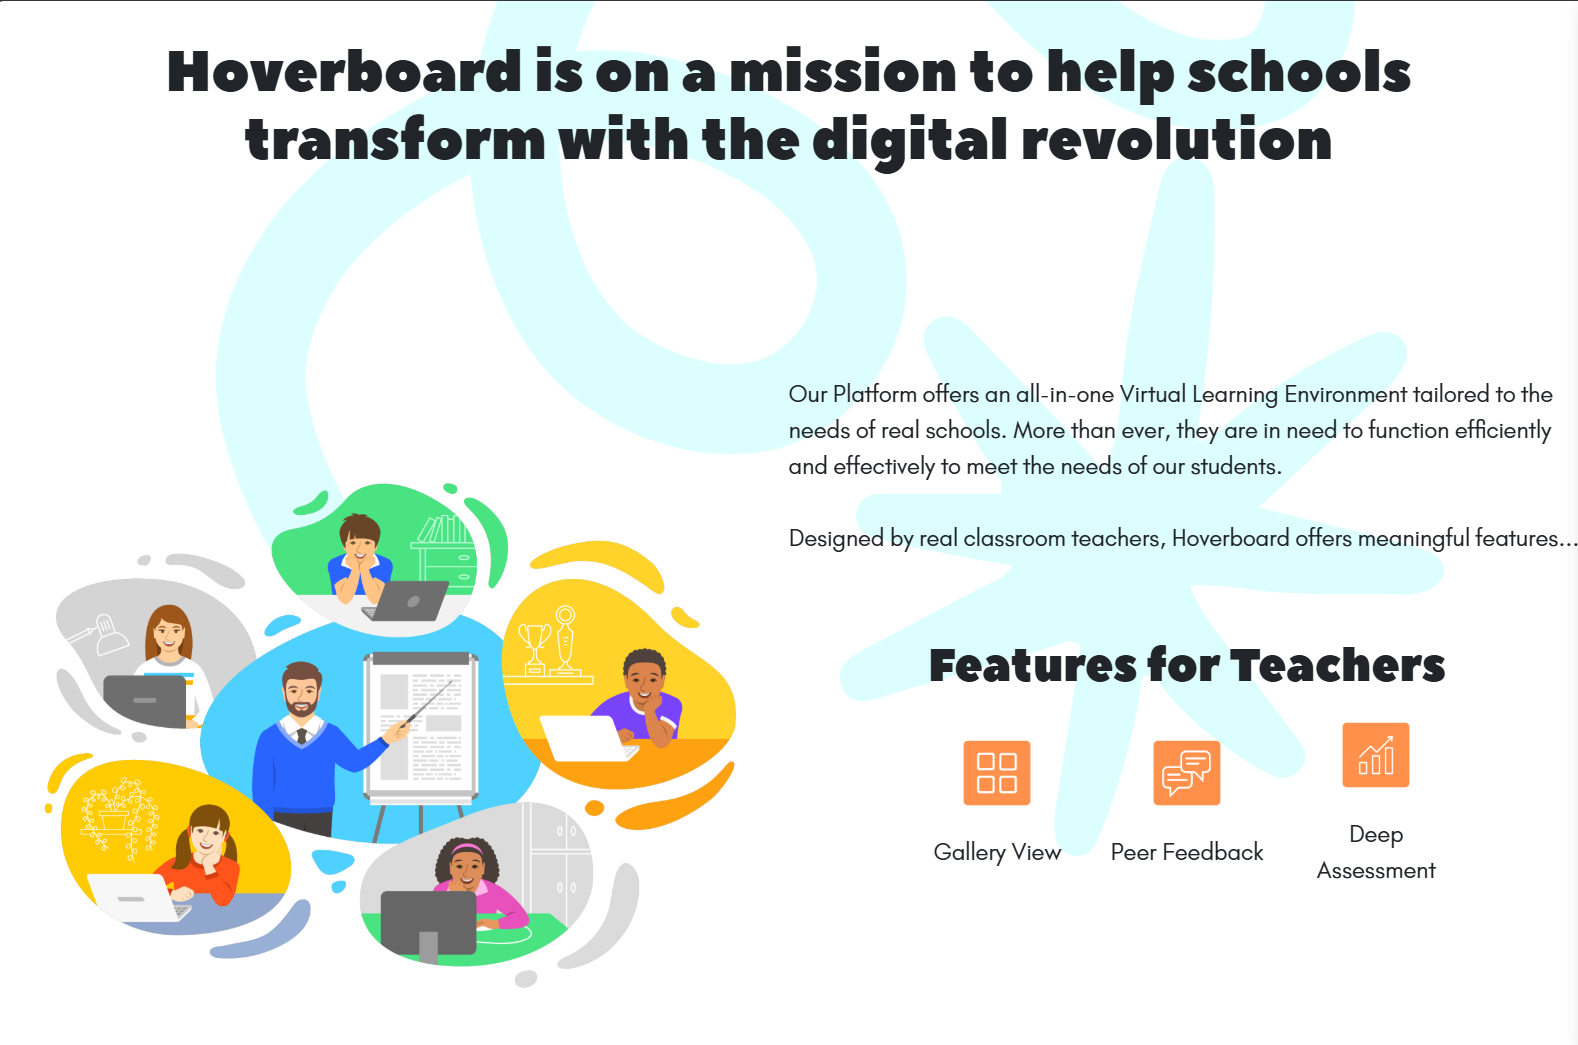 Hoverboard is on a mission to help schools
transform with the digital revolution
Our Platform offers an all-in-one Virtual Learning Environment tailored to the
needs of real schools. More than ever, they are in need to function efficiently
and effectively to meet the needs of our students.
Designed by real classroom teachers, Hoverboard offers meaningful features...
Features for Teachers
Gallery View
Peer Feedback
Deep
Assessment